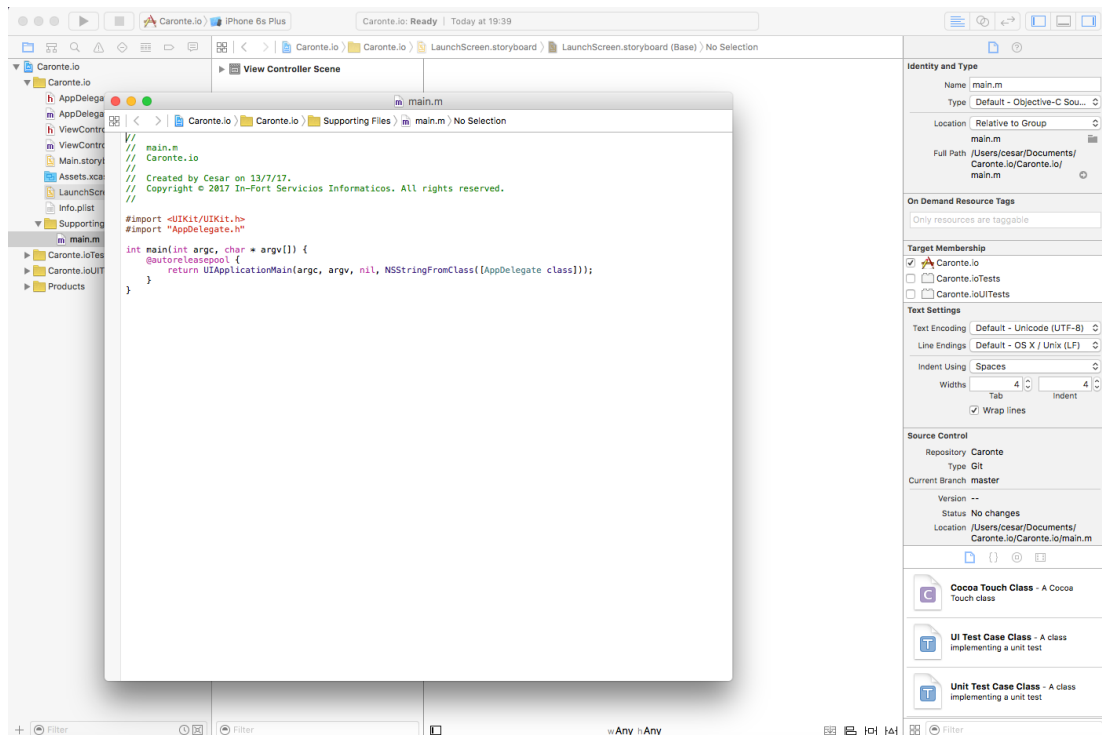 Caronte.io iPhone 6s Plus
Caronte.io: Ready | Today at 19:39
Caronte.io
Caronte.io
h AppDelega
m AppDelega
h ViewContro
m ViewContro
Main.storyb
Assets.xca
LaunchScre
Info.plist
Supporting
m main.m
Caronte.ioTes
Caronte.ioUIT
Products
Filter
Caronte.io Caronte.io LaunchScreen.storyboard LaunchScreen.storyboard (Base) No Selection
View Controller Scene
Filter
m main.m
Caronte.io Caronte.io Supporting Files m main.m No Selection
//
// main.m
// Caronte.io
//
// Created by Cesar on 13/7/17.
// Copyright © 2017 In-Fort Servicios Informaticos. All rights reserved.
//
#import <UIKit/UIKit.h>
#import "AppDelegate.h"
int main(int argc, char * argv[]) {
@autoreleasepool {
return UIApplicationMain(argc, argv, nil, NSStringFromClass([AppDelegate class]));
}
}
wAny hAny
Identity and Type
Name main.m
Type Default - Objective-C Sou...
Location Relative to Group
main.m
Full Path /Users/cesar/Documents/
Caronte.io/Caronte.io/
main.m
On Demand Resource Tags
Only resources are taggable
Target Membership
Caronte.io
Caronte.ioTests
Caronte.ioUITests
Text Settings
Text Encoding Default - Unicode (UTF-8)
Line Endings Default - OS X / Unix (LF)
Indent Using Spaces
Widths 4 4
Tab Indent
Wrap lines
Source Control
Repository Caronte
Type Git
Current Branch master
Version --
Status No changes
Location /Users/cesar/Documents/
Caronte.io/Caronte.io/main.m
{}
C
Cocoa Touch Class - A Cocoa
Touch class
T
UI Test Case Class - A class
implementing a unit test
T
Unit Test Case Class - A class
implementing a unit test
Filter